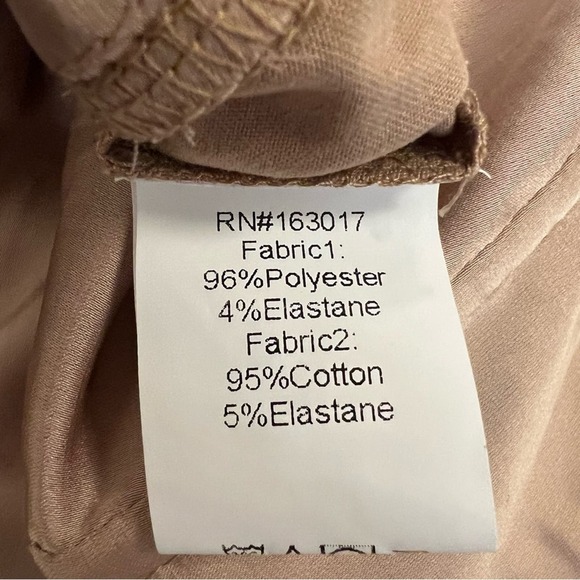 RN#163017
Fabric1:
96%Polyester
4%Elastane
Fabric2:
95%Cotton
5%Elastane